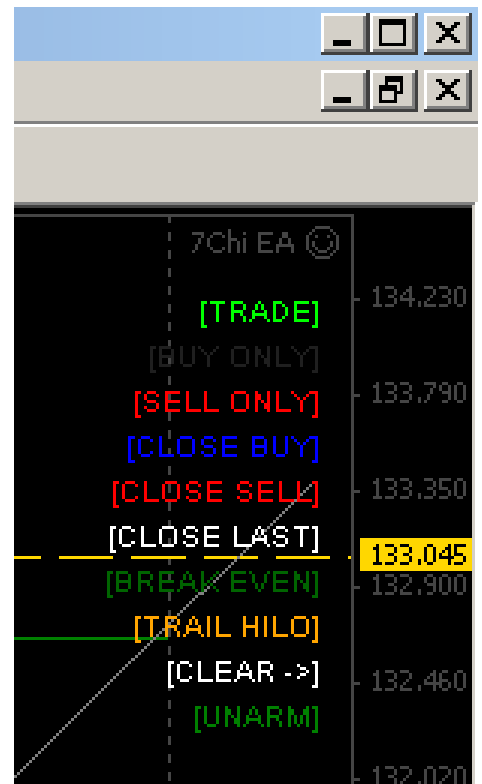 7Chi EA
134.230
[TRADE]
[BUY ONLY]
133.790
[SELL ONLY]
[CLOSE BUY]
[CLOSE SELL]
133.350
[CLOSE LAST]
133.045
[BREAK EVEN]
132.900
[TRAIL HILO]
[CLEAR ->]
132.460
[UNARM]
132.020